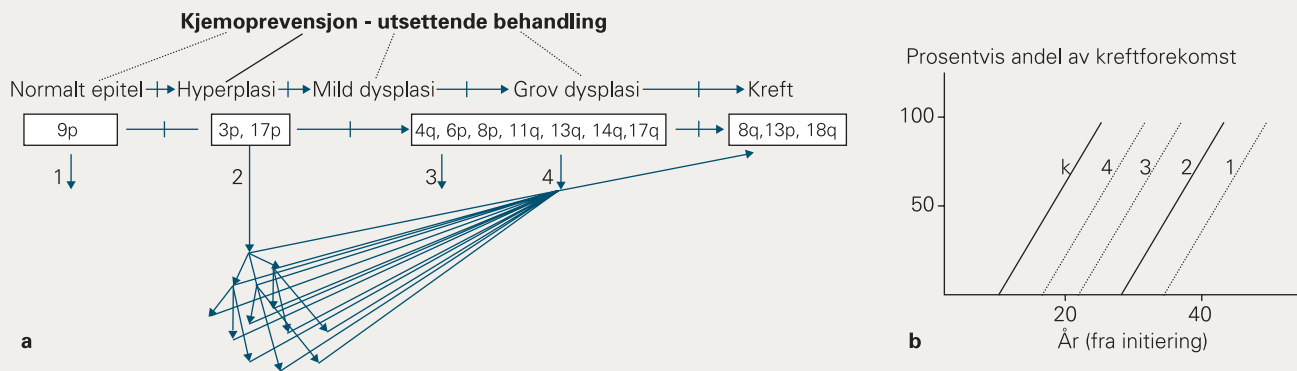 Kjemoprevensjon - utsettende behandling
Normalt epitel Hyperplasi Mild dysplasi Grov dysplasi Kreft
9p 3p, 17p 4q, 6p, 8p, 11q, 13q, 14q,17q 8q,13p, 18q
1 2 3 4
a
Prosentvis andel av kreftforekomst
100
k 4 3 2 1
50
20 40
År (fra initiering)
b